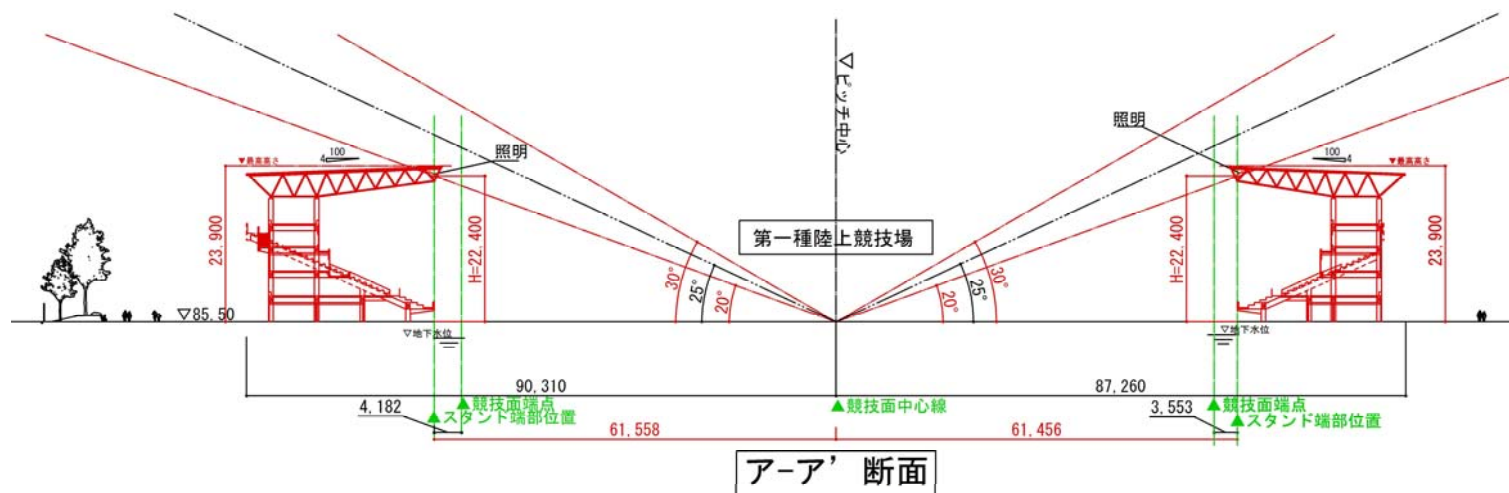 ▽ピッチ中心
照明
照明
▼最高高さ
100
4
100
4
▼最高高さ
23,900
H=22,400
第一種陸上競技場
H=22,400
23,900
30°
25°
20°
20°
25°
30°
▽85.50
▽地下水位
▽地下水位
90,310
87,260
▲競技面端点
▲競技面中心線
▲競技面端点
4,182
▲スタンド端部位置
3,553
▲スタンド端部位置
61,558
61,456
ア-ア’ 断面